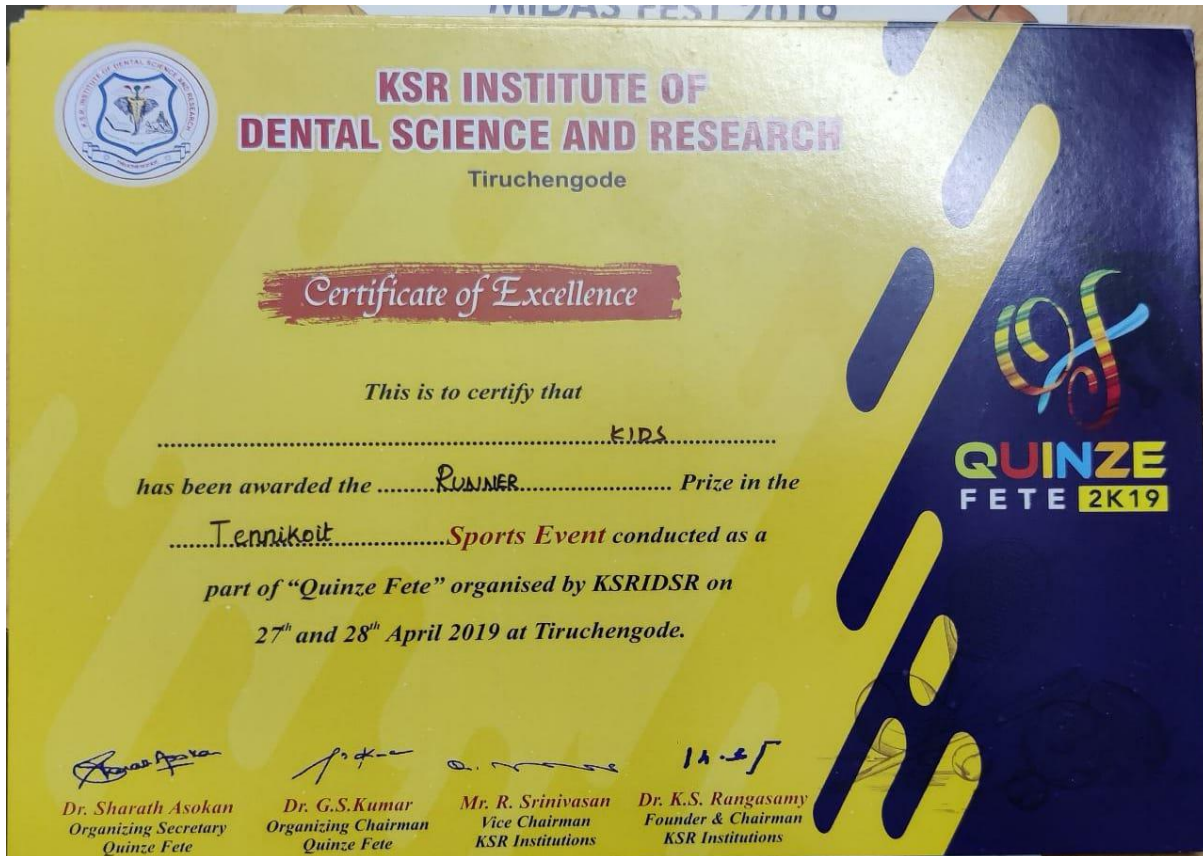 MIDAS FEST 2019
KSR INSTITUTE OF
DENTAL SCIENCE AND RESEARCH
Tiruchengode
Certificate of Excellence
This is to certify that
KIDS
has been awarded the ........RUNNER........ Prize in the
Tennikoit Sports Event conducted as a
part of “Quinze Fete” organised by KSRIDSR on
27th and 28th April 2019 at Tiruchengode.
QUINZE
FETE 2K19
Dr. Sharath Asokan
Organizing Secretary
Quinze Fete
Dr. G.S.Kumar
Organizing Chairman
Quinze Fete
Mr. R. Srinivasan
Vice Chairman
KSR Institutions
Dr. K.S. Rangasamy
Founder & Chairman
KSR Institutions